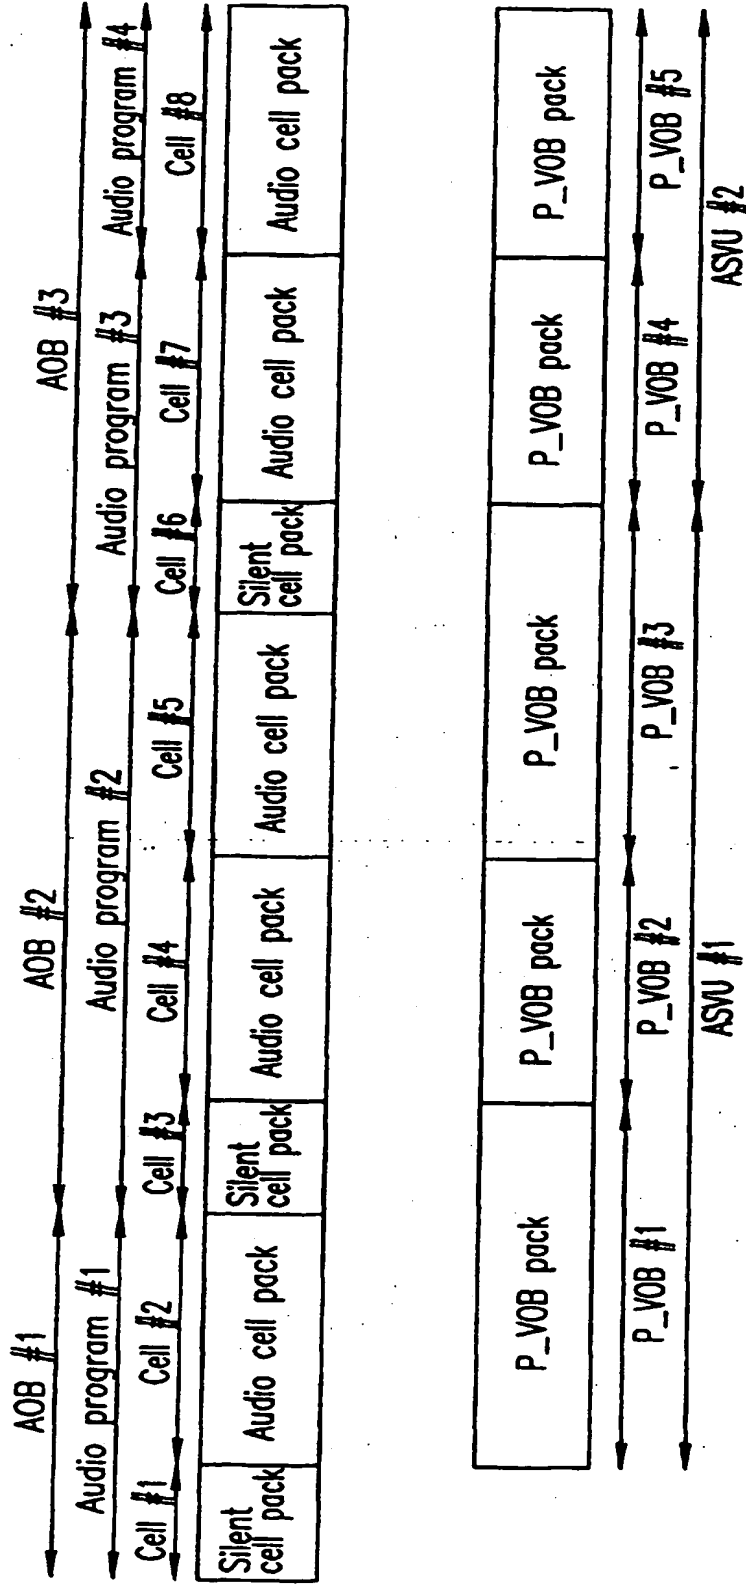 AOB #1
AOB #2
AOB #3
Audio program #1
Audio program #2
Audio program #3
Audio program #4
Cell #1
Cell #2
Cell #3
Cell #4
Cell #5
Cell #6
Cell #7
Cell #8
Silent
cell pack
Audio cell pack
Silent
cell pack
Audio cell pack
Audio cell pack
Silent
cell pack
Audio cell pack
Audio cell pack
P_VOB pack
P_VOB pack
P_VOB pack
P_VOB pack
P_VOB pack
P_VOB #1
P_VOB #2
P_VOB #3
P_VOB #4
P_VOB #5
ASVU #1
ASVU #2